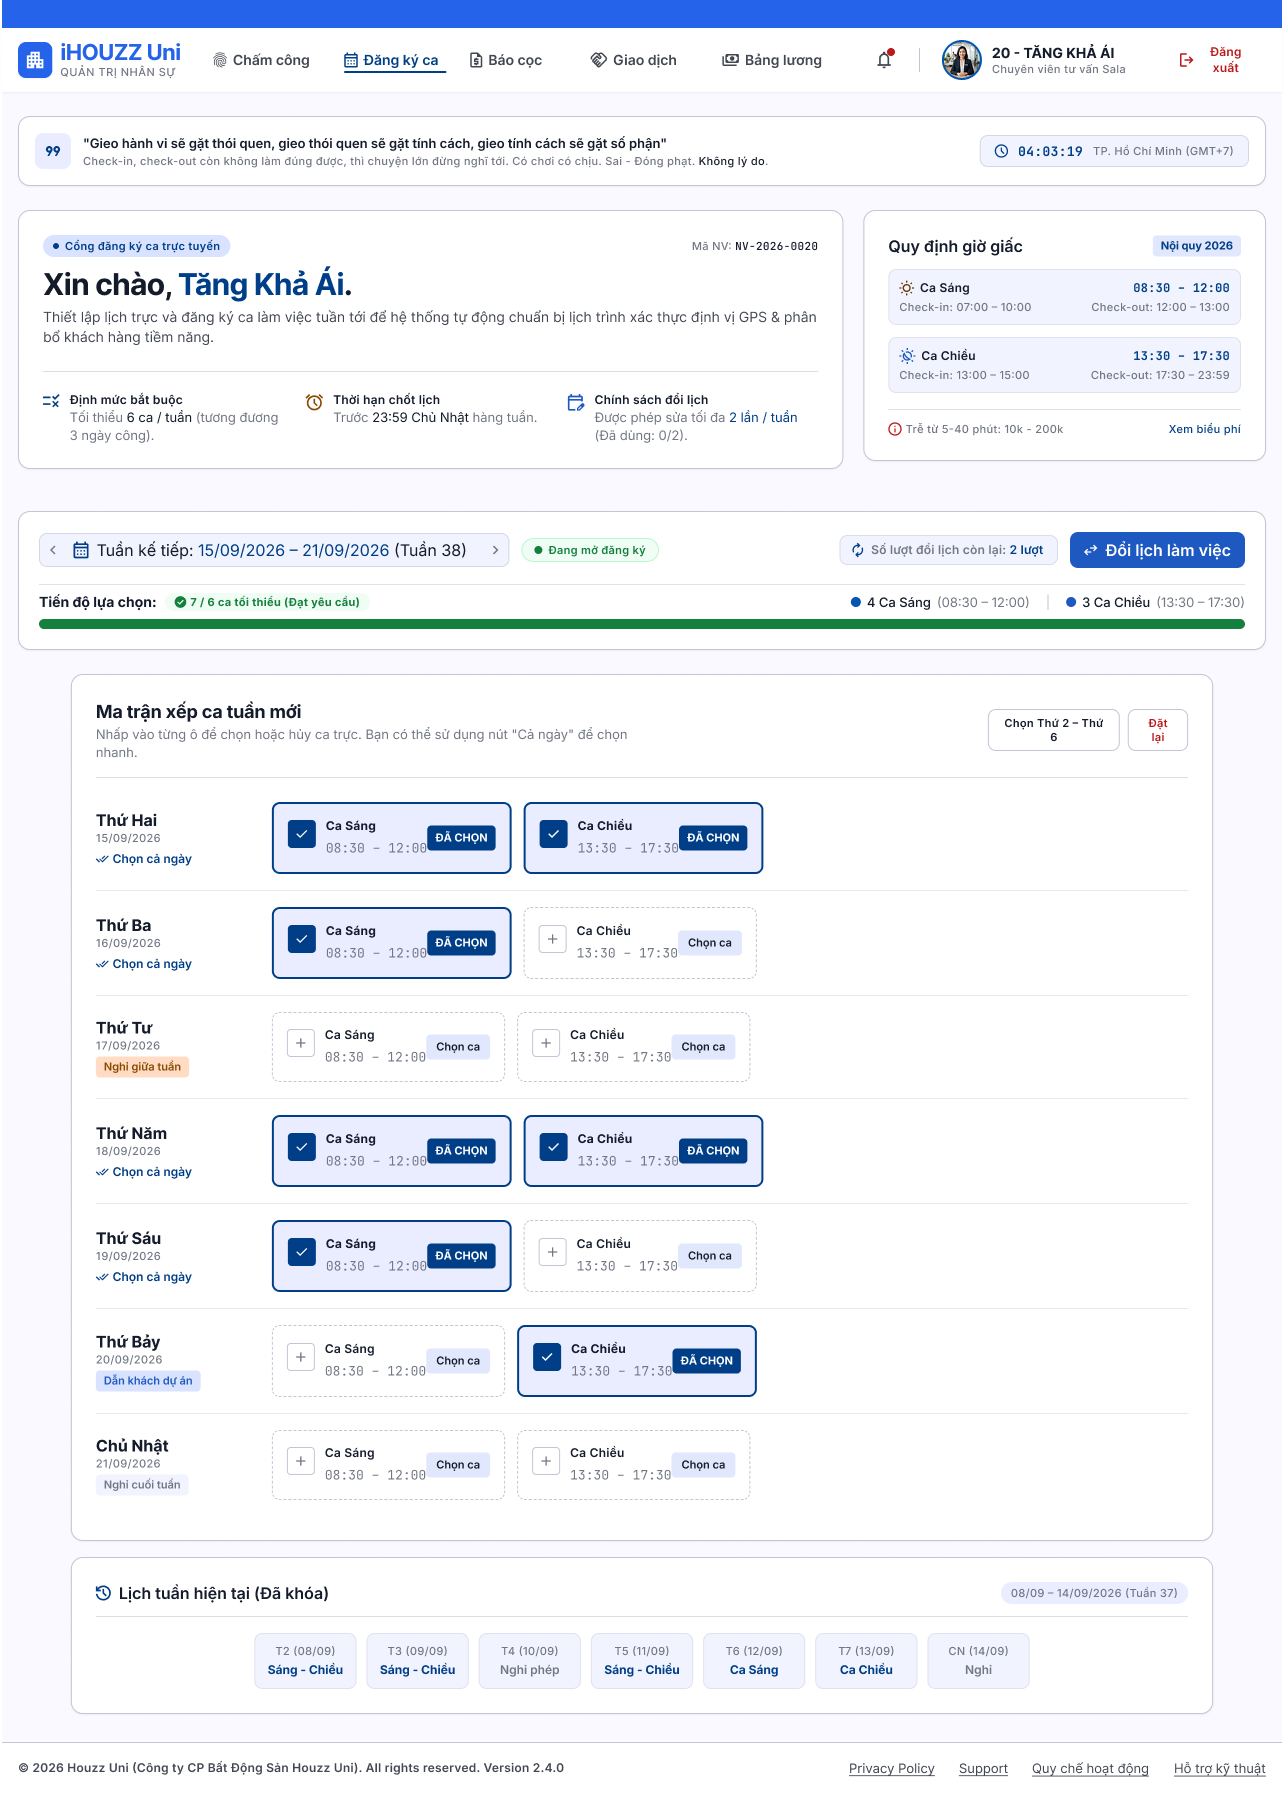 iHOUZZ Uni
QUẢN TRỊ NHÂN SỰ
Chấm công
Đăng ký ca
Báo cọc
Giao dịch
Bảng lương
20 - TĂNG KHẢ ÁI
Chuyên viên tư vấn Sala
Đăng
xuất
"Gieo hành vi sẽ gặt thói quen, gieo thói quen sẽ gặt tính cách, gieo tính cách sẽ gặt số phận"
Check-in, check-out còn không làm đúng được, thì chuyện lớn đừng nghĩ tới. Có chơi có chịu. Sai - Đóng phạt. Không lý do.
04:03:19 TP. Hồ Chí Minh (GMT+7)
Cổng đăng ký ca trực tuyến
Mã NV: NV-2026-0020
Xin chào, Tăng Khả Ái.
Thiết lập lịch trực và đăng ký ca làm việc tuần tới để hệ thống tự động chuẩn bị lịch trình xác thực định vị GPS & phân
bổ khách hàng tiềm năng.
Định mức bắt buộc
Tối thiểu 6 ca / tuần (tương đương
3 ngày công).
Thời hạn chốt lịch
Trước 23:59 Chủ Nhật hàng tuần.
Chính sách đổi lịch
Được phép sửa tối đa 2 lần / tuần
(Đã dùng: 0/2).
Quy định giờ giấc
Nội quy 2026
Ca Sáng 08:30 – 12:00
Check-in: 07:00 – 10:00 Check-out: 12:00 – 13:00
Ca Chiều 13:30 – 17:30
Check-in: 13:00 – 15:00 Check-out: 17:30 – 23:59
Trễ từ 5-40 phút: 10k - 200k
Xem biểu phí
Tuần kế tiếp: 15/09/2026 – 21/09/2026 (Tuần 38)
Đang mở đăng ký
Số lượt đổi lịch còn lại: 2 lượt
Đổi lịch làm việc
Tiến độ lựa chọn: 7 / 6 ca tối thiểu (Đạt yêu cầu)
4 Ca Sáng (08:30 – 12:00)
3 Ca Chiều (13:30 – 17:30)
Ma trận xếp ca tuần mới
Nhấp vào từng ô để chọn hoặc hủy ca trực. Bạn có thể sử dụng nút "Cả ngày" để chọn
nhanh.
Chọn Thứ 2 – Thứ
6
Đặt
lại
Thứ Hai
15/09/2026
Chọn cả ngày
Ca Sáng
08:30 – 12:00
ĐÃ CHỌN
Ca Chiều
13:30 – 17:30
ĐÃ CHỌN
Thứ Ba
16/09/2026
Chọn cả ngày
Ca Sáng
08:30 – 12:00
ĐÃ CHỌN
Ca Chiều
13:30 – 17:30
Chọn ca
Thứ Tư
17/09/2026
Nghỉ giữa tuần
Ca Sáng
08:30 – 12:00
Chọn ca
Ca Chiều
13:30 – 17:30
Chọn ca
Thứ Năm
18/09/2026
Chọn cả ngày
Ca Sáng
08:30 – 12:00
ĐÃ CHỌN
Ca Chiều
13:30 – 17:30
ĐÃ CHỌN
Thứ Sáu
19/09/2026
Chọn cả ngày
Ca Sáng
08:30 – 12:00
ĐÃ CHỌN
Ca Chiều
13:30 – 17:30
Chọn ca
Thứ Bảy
20/09/2026
Dẫn khách dự án
Ca Sáng
08:30 – 12:00
Chọn ca
Ca Chiều
13:30 – 17:30
ĐÃ CHỌN
Chủ Nhật
21/09/2026
Nghỉ cuối tuần
Ca Sáng
08:30 – 12:00
Chọn ca
Ca Chiều
13:30 – 17:30
Chọn ca
Lịch tuần hiện tại (Đã khóa)
08/09 – 14/09/2026 (Tuần 37)
T2 (08/09)
Sáng - Chiều
T3 (09/09)
Sáng - Chiều
T4 (10/09)
Nghỉ phép
T5 (11/09)
Sáng - Chiều
T6 (12/09)
Ca Sáng
T7 (13/09)
Ca Chiều
CN (14/09)
Nghỉ
© 2026 Houzz Uni (Công ty CP Bất Động Sản Houzz Uni). All rights reserved. Version 2.4.0
Privacy Policy
Support
Quy chế hoạt động
Hỗ trợ kỹ thuật